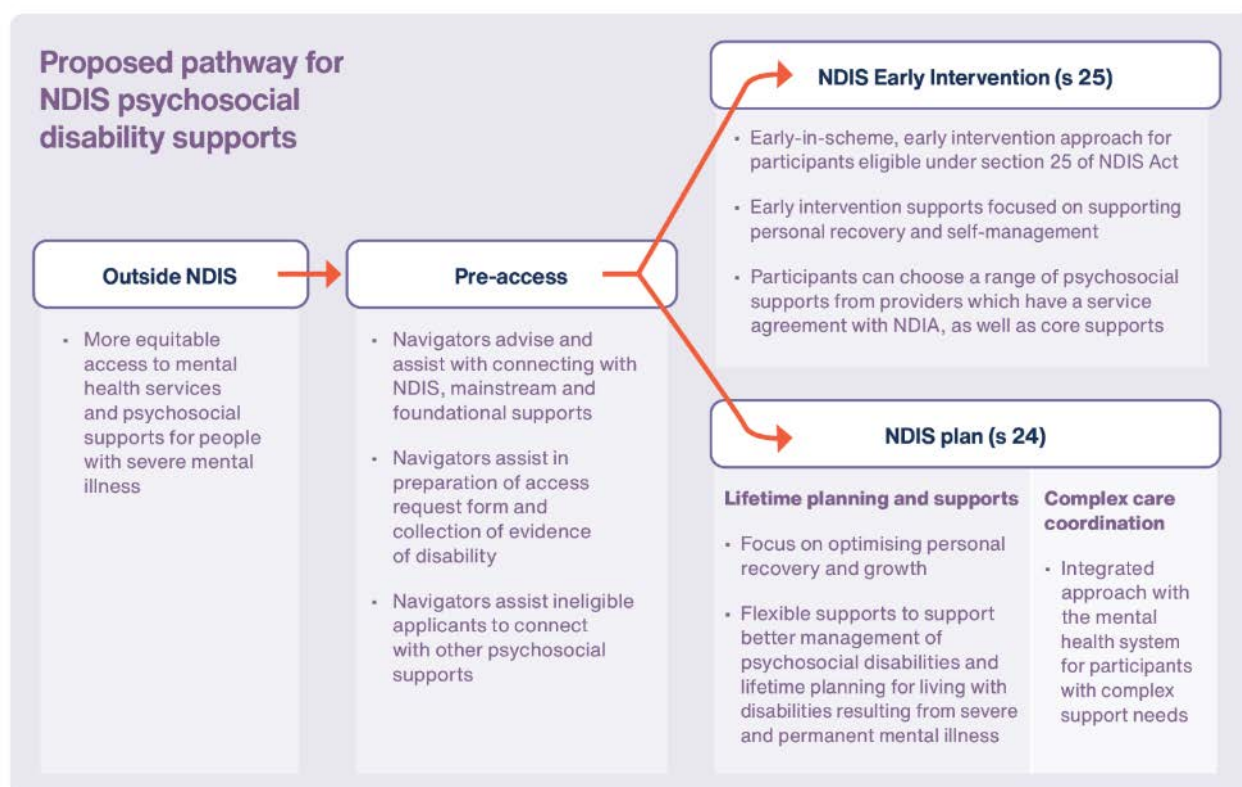 Proposed pathway for
NDIS psychosocial
disability supports
Outside NDIS
• More equitable
access to mental
health services
and psychosocial
supports for people
with severe mental
illness
Pre-access
• Navigators advise and
assist with connecting with
NDIS, mainstream and
foundational supports
• Navigators assist in
preparation of access
request form and
collection of evidence
of disability
• Navigators assist ineligible
applicants to connect
with other psychosocial
supports
NDIS Early Intervention (s 25)
• Early-in-scheme, early intervention approach for
participants eligible under section 25 of NDIS Act
• Early intervention supports focused on supporting
personal recovery and self-management
• Participants can choose a range of psychosocial
supports from providers which have a service
agreement with NDIA, as well as core supports
NDIS plan (s 24)
Lifetime planning and supports
• Focus on optimising personal
recovery and growth
• Flexible supports to support
better management of
psychosocial disabilities and
lifetime planning for living with
disabilities resulting from severe
and permanent mental illness
Complex care
coordination
• Integrated
approach with
the mental
health system
for participants
with complex
support needs